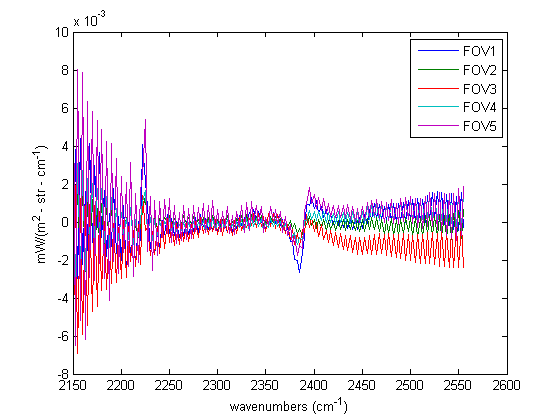 x 10^-3
10
8
6
4
2
0
-2
-4
-6
-8
mW/(m^2 - str - cm^-1)
2150 2200 2250 2300 2350 2400 2450 2500 2550 2600
wavenumbers (cm^-1)
FOV1
FOV2
FOV3
FOV4
FOV5